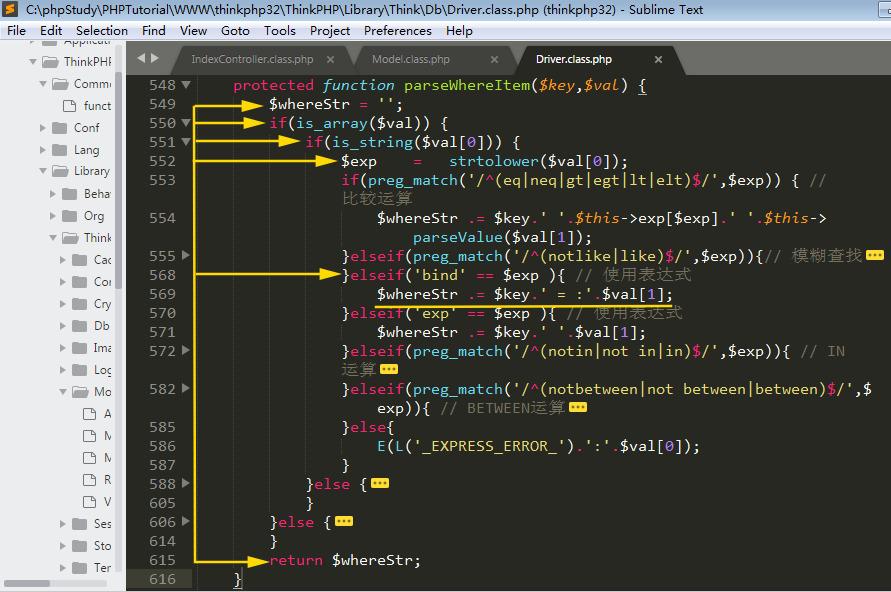 C:\phpStudy\PHPTutorial\WWW\thinkphp32\ThinkPHP\Library\Think\Db\Driver.class.php (thinkphp32) - Sublime Text
File Edit Selection Find View Goto Tools Project Preferences Help
IndexController.class.php × Model.class.php × Driver.class.php ×
ThinkPHP
Comm
funct
Conf
Lang
Library
Beha
Org
Think
Cac
Cor
Cry
Db
Ima
Log
Mo
A
M
M
R
V
Ses
Sto
Ter
548 protected function parseWhereItem($key,$val) {
549 $whereStr = '';
550 if(is_array($val)) {
551 if(is_string($val[0])) {
552 $exp    =   strtolower($val[0]);
553 if(preg_match('/^(eq|neq|gt|egt|lt|elt)$/',$exp)) { //
比较运算
554 $whereStr .= $key.' '.$this->exp[$exp].' '.$this->
parseValue($val[1]);
555 }elseif(preg_match('/^(notlike|like)$/',$exp)){// 模糊查找
568 }elseif('bind' == $exp ){ // 使用表达式
569 $whereStr .= $key.' = :'.$val[1];
570 }elseif('exp' == $exp ){ // 使用表达式
571 $whereStr .= $key.' '.$val[1];
572 }elseif(preg_match('/^(notin|not in|in)$/',$exp)){ // IN
运算
582 }elseif(preg_match('/^(notbetween|not between|between)$/',$
exp)){ // BETWEEN运算
585 }else{
586 E(L('_EXPRESS_ERROR_').':'.$val[0]);
587 }
588 }else {
605 }
606 }else {
614 }
615 return $whereStr;
616 }